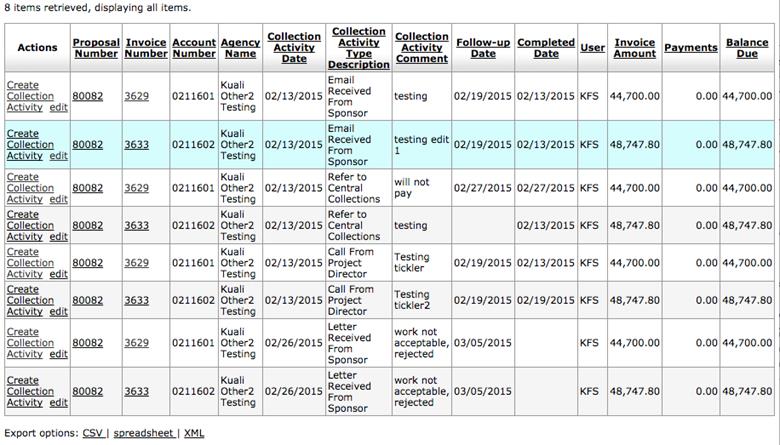 8 items retrieved, displaying all items.
Actions Proposal Number Invoice Number Account Number Agency Name Collection Activity Date Collection Activity Type Description Collection Activity Comment Follow-up Date Completed Date User Invoice Amount Payments Balance Due
Create Collection Activity edit 80082 3629 0211601 Kuali Other2 Testing 02/13/2015 Email Received From Sponsor testing 02/19/2015 02/13/2015 KFS 44,700.00 0.00 44,700.00
Create Collection Activity edit 80082 3633 0211602 Kuali Other2 Testing 02/13/2015 Email Received From Sponsor testing edit 1 02/19/2015 02/13/2015 KFS 48,747.80 0.00 48,747.80
Create Collection Activity edit 80082 3629 0211601 Kuali Other2 Testing 02/13/2015 Refer to Central Collections will not pay 02/27/2015 02/27/2015 KFS 44,700.00 0.00 44,700.00
Create Collection Activity edit 80082 3633 0211602 Kuali Other2 Testing 02/13/2015 Refer to Central Collections testing 02/13/2015 KFS 48,747.80 0.00 48,747.80
Create Collection Activity edit 80082 3629 0211601 Kuali Other2 Testing 02/13/2015 Call From Project Director Testing tickler 02/19/2015 02/13/2015 KFS 44,700.00 0.00 44,700.00
Create Collection Activity edit 80082 3633 0211602 Kuali Other2 Testing 02/13/2015 Call From Project Director Testing tickler2 02/19/2015 02/19/2015 KFS 48,747.80 0.00 48,747.80
Create Collection Activity edit 80082 3629 0211601 Kuali Other2 Testing 02/26/2015 Letter Received From Sponsor work not acceptable, rejected 03/05/2015 KFS 44,700.00 0.00 44,700.00
Create Collection Activity edit 80082 3633 0211602 Kuali Other2 Testing 02/26/2015 Letter Received From Sponsor work not acceptable, rejected 03/05/2015 KFS 48,747.80 0.00 48,747.80
Export options: CSV | spreadsheet | XML